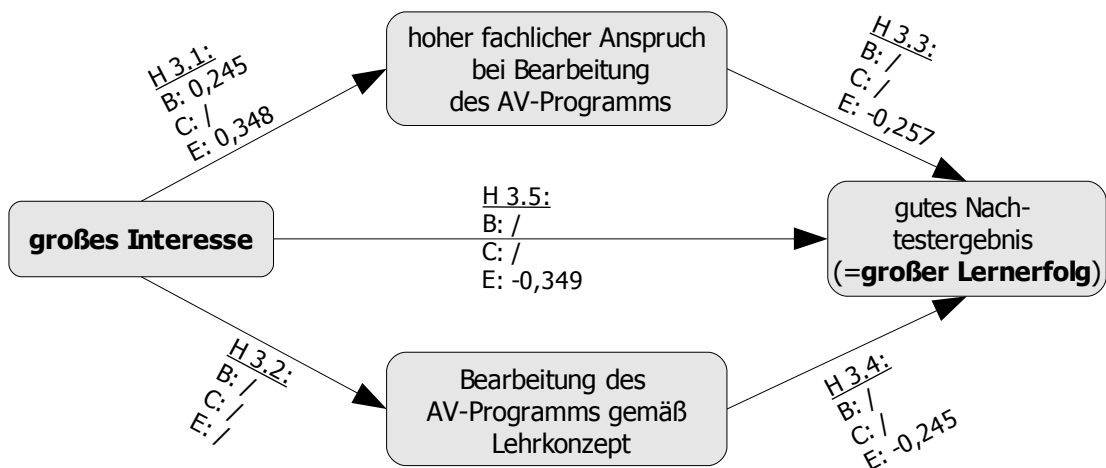 H 3.1:
B: 0,245
C: /
E: 0,348
hoher fachlicher Anspruch
bei Bearbeitung
des AV-Programms
H 3.3:
B: /
C: /
E: -0,257
großes Interesse
H 3.5:
B: /
C: /
E: -0,349
gutes Nach-
testergebnis
(=großer Lernerfolg)
H 3.2:
B: /
C: /
E: /
Bearbeitung des
AV-Programms gemäß
Lehrkonzept
H 3.4:
B: /
C: /
E: -0,245